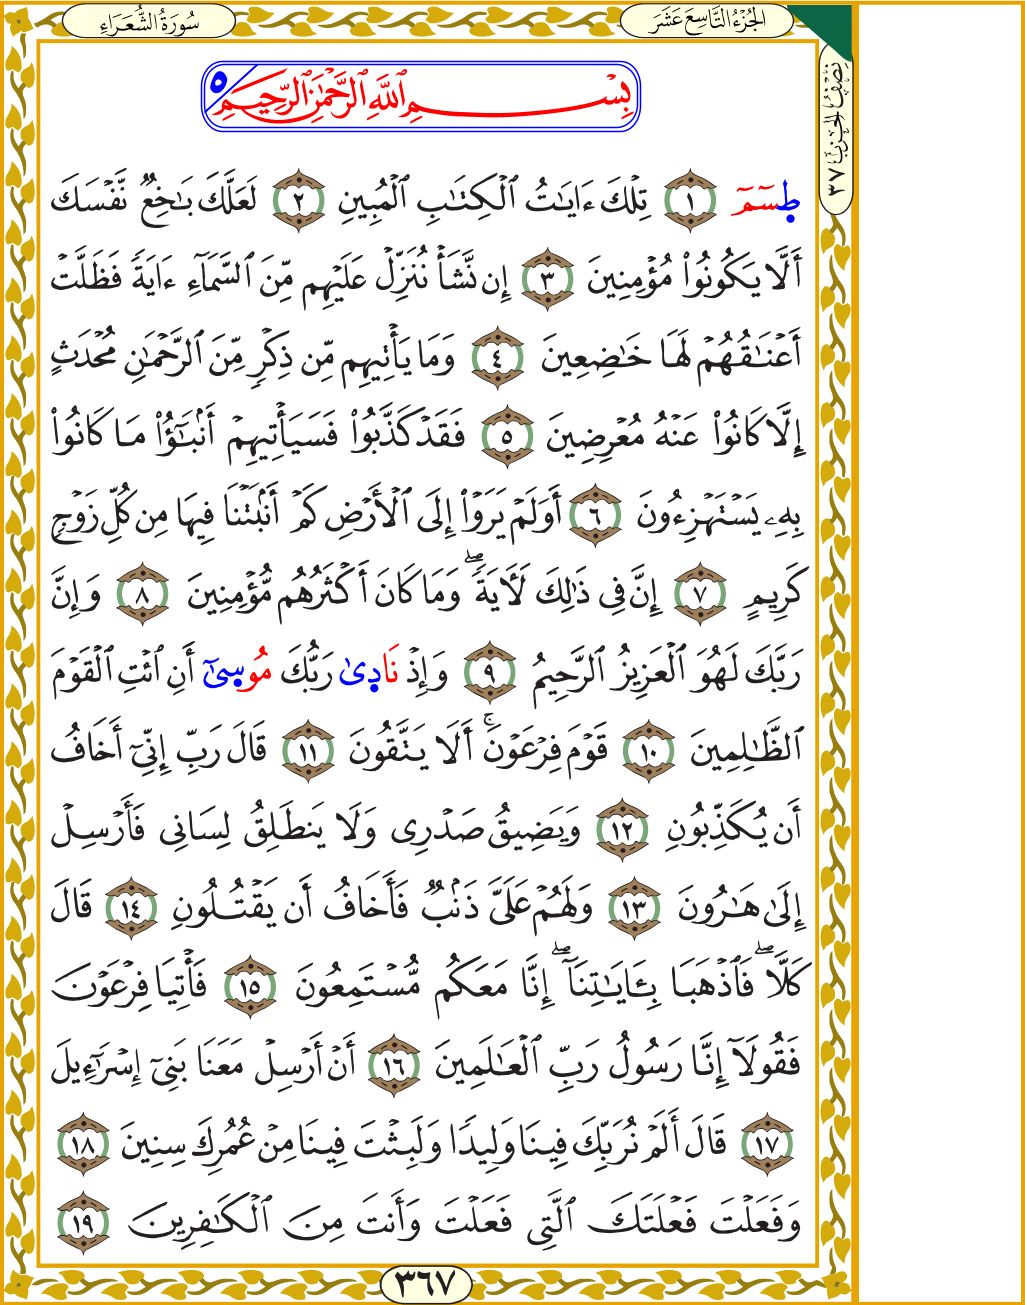 سُورَةُ الشُّعَرَاءِ
الجُزْءُ التَّاسِعَ عَشَرَ
نِصْفُ الحِزْبِ ٣٧
بِسْمِ ٱللَّهِ ٱلرَّحْمَٰنِ ٱلرَّحِيمِ ٥
طسٓمٓ ١ تِلْكَ ءَايَٰتُ ٱلْكِتَٰبِ ٱلْمُبِينِ ٢ لَعَلَّكَ بَٰخِعٌ نَّفْسَكَ
أَلَّا يَكُونُوا۟ مُؤْمِنِينَ ٣ إِن نَّشَأْ نُنَزِّلْ عَلَيْهِم مِّنَ ٱلسَّمَآءِ ءَايَةً فَظَلَّتْ
أَعْنَٰقُهُمْ لَهَا خَٰضِعِينَ ٤ وَمَا يَأْتِيهِم مِّن ذِكْرٍ مِّنَ ٱلرَّحْمَٰنِ مُحْدَثٍ
إِلَّا كَانُوا۟ عَنْهُ مُعْرِضِينَ ٥ فَقَدْ كَذَّبُوا۟ فَسَيَأْتِيهِمْ أَنۢبَٰٓؤُا۟ مَا كَانُوا۟
بِهِۦ يَسْتَهْزِءُونَ ٦ أَوَلَمْ يَرَوْا۟ إِلَى ٱلْأَرْضِ كَمْ أَنۢبَتْنَا فِيهَا مِن كُلِّ زَوْجٍ
كَرِيمٍ ٧ إِنَّ فِى ذَٰلِكَ لَءَايَةً ۖ وَمَا كَانَ أَكْثَرُهُم مُّؤْمِنِينَ ٨ وَإِنَّ
رَبَّكَ لَهُوَ ٱلْعَزِيزُ ٱلرَّحِيمُ ٩ وَإِذْ نَادَىٰ رَبُّكَ مُوسَىٰٓ أَنِ ٱئْتِ ٱلْقَوْمَ
ٱلظَّٰلِمِينَ ١٠ قَوْمَ فِرْعَوْنَ ۚ أَلَا يَتَّقُونَ ١١ قَالَ رَبِّ إِنِّىٓ أَخَافُ
أَن يُكَذِّبُونِ ١٢ وَيَضِيقُ صَدْرِى وَلَا يَنطَلِقُ لِسَانِى فَأَرْسِلْ
إِلَىٰ هَٰرُونَ ١٣ وَلَهُمْ عَلَىَّ ذَنۢبٌ فَأَخَافُ أَن يَقْتُلُونِ ١٤ قَالَ
كَلَّا ۖ فَٱذْهَبَا بِـَٔايَٰتِنَآ ۖ إِنَّا مَعَكُم مُّسْتَمِعُونَ ١٥ فَأْتِيَا فِرْعَوْنَ
فَقُولَآ إِنَّا رَسُولُ رَبِّ ٱلْعَٰلَمِينَ ١٦ أَنْ أَرْسِلْ مَعَنَا بَنِىٓ إِسْرَٰٓءِيلَ
١٧ قَالَ أَلَمْ نُرَبِّكَ فِينَا وَلِيدًا وَلَبِثْتَ فِينَا مِنْ عُمُرِكَ سِنِينَ ١٨
وَفَعَلْتَ فَعْلَتَكَ ٱلَّتِى فَعَلْتَ وَأَنتَ مِنَ ٱلْكَٰفِرِينَ ١٩
٣٦٧